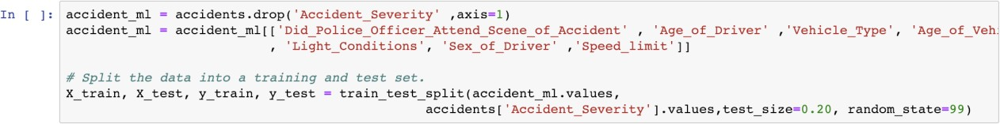 In [ ]: accident_ml = accidents.drop('Accident_Severity' ,axis=1)
accident_ml = accident_ml[['Did_Police_Officer_Attend_Scene_of_Accident' , 'Age_of_Driver' ,'Vehicle_Type', 'Age_of_Vehi
, 'Light_Conditions', 'Sex_of_Driver' ,'Speed_limit']]
# Split the data into a training and test set.
X_train, X_test, y_train, y_test = train_test_split(accident_ml.values,
accidents['Accident_Severity'].values,test_size=0.20, random_state=99)